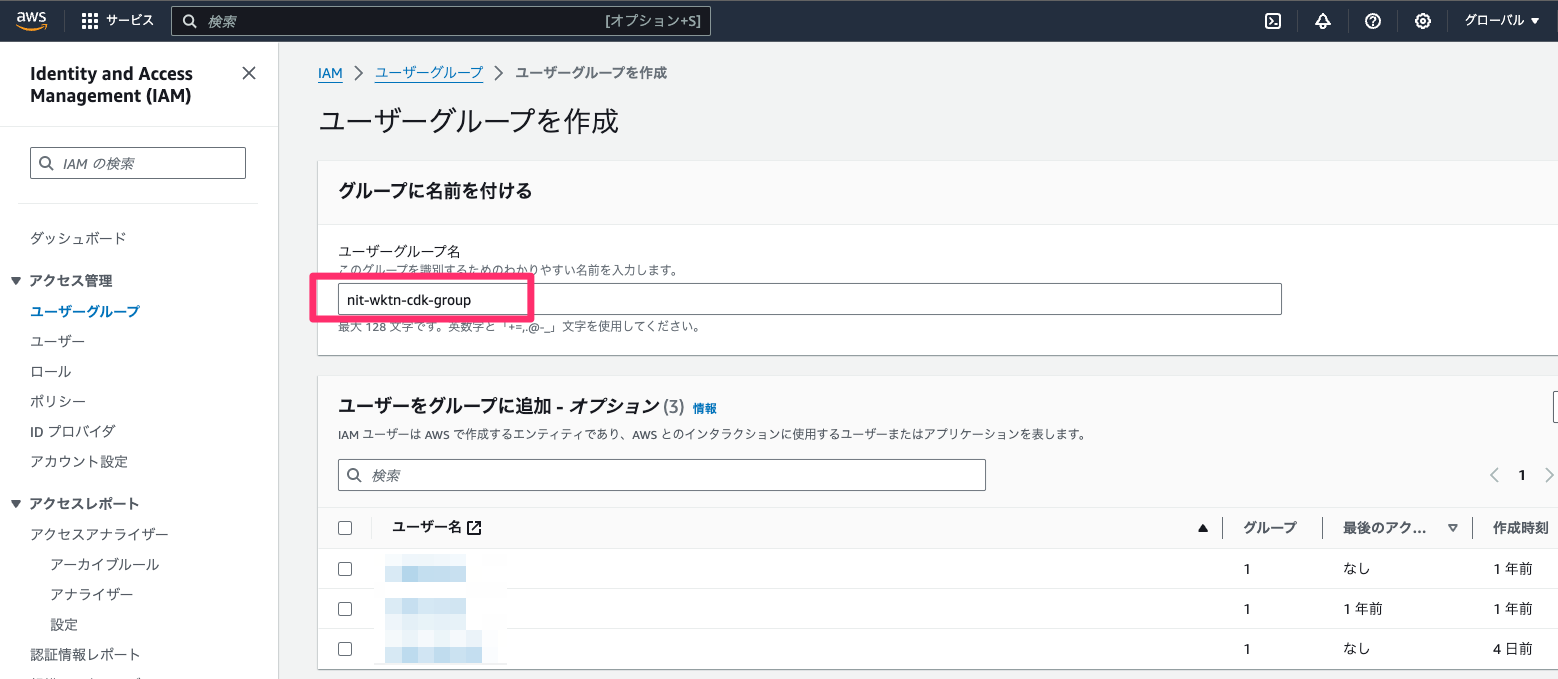 aws
サービス
検索
[オプション+S]
グローバル ▼
Identity and Access
Management (IAM)
IAM の検索
ダッシュボード
▼ アクセス管理
ユーザーグループ
ユーザー
ロール
ポリシー
ID プロバイダ
アカウント設定
▼ アクセスレポート
アクセスアナライザー
アーカイブルール
アナライザー
設定
認証情報レポート
IAM > ユーザーグループ > ユーザーグループを作成
ユーザーグループを作成
グループに名前を付ける
ユーザーグループ名
このグループを識別するためのわかりやすい名前を入力します。
nit-wktn-cdk-group
最大 128 文字です。英数字と「+=,.@-_」文字を使用してください。
ユーザーをグループに追加 - オプション (3) 情報
IAM ユーザーは AWS で作成するエンティティであり、AWS とのインタラクションに使用するユーザーまたはアプリケーションを表します。
検索
1
ユーザー名 グループ 最後のアク... 作成時刻
1 なし 1 年前
1 1 年前 1 年前
1 なし 4 日前